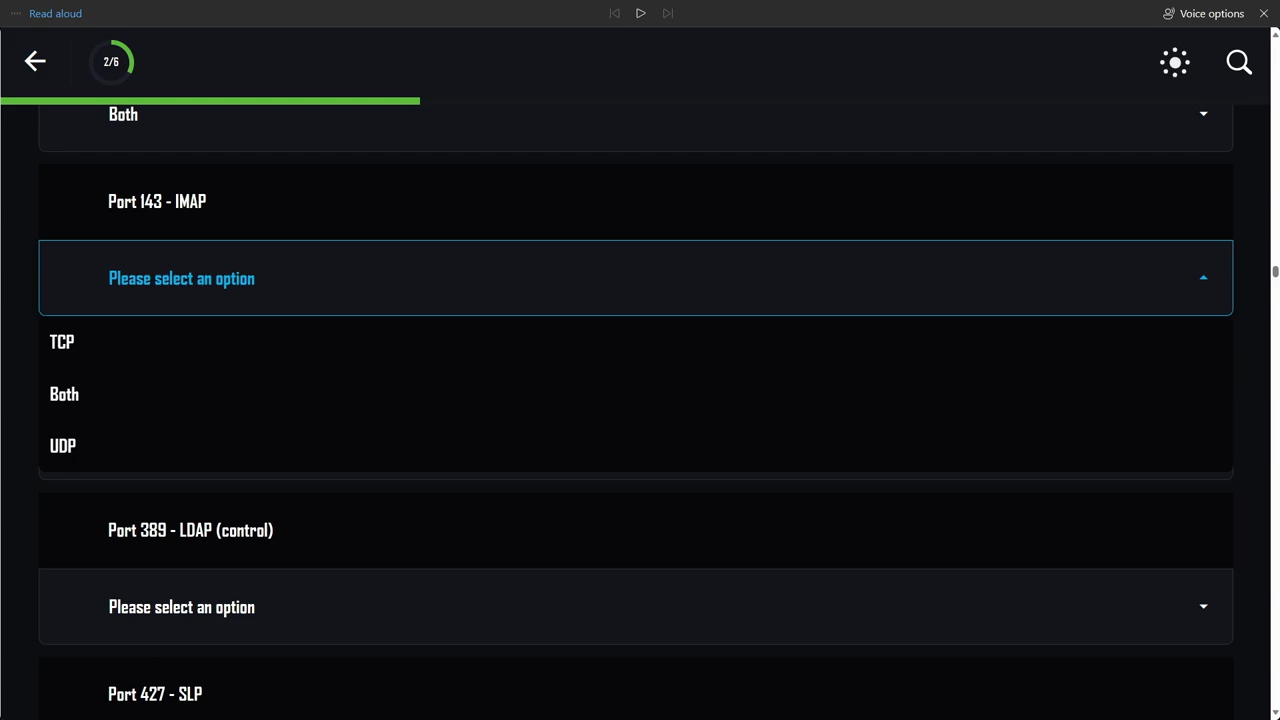 Read aloud
Voice options
2/6
Both
Port 143 - IMAP
Please select an option
TCP
Both
UDP
Port 389 - LDAP (control)
Please select an option
Port 427 - SLP